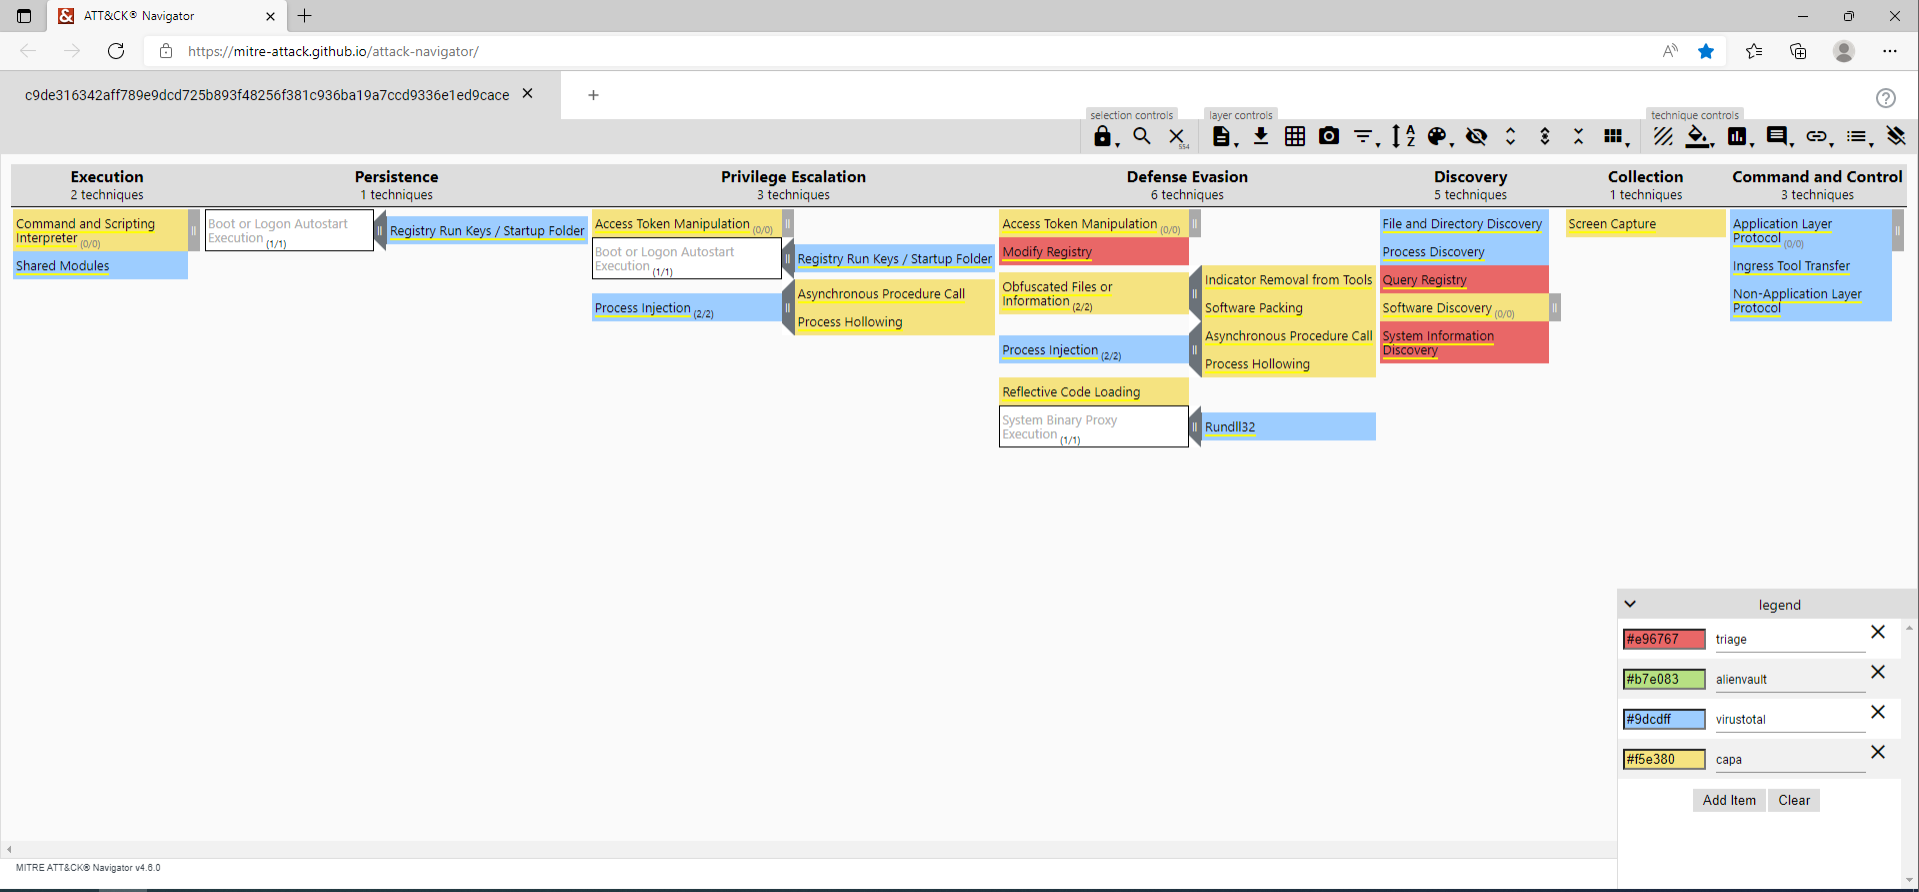 ATT&CK® Navigator
https://mitre-attack.github.io/attack-navigator/
c9de316342aff789e9dcd725b893f48256f381c936ba19a7ccd9336e1ed9cace
selection controls
layer controls
technique controls
554
Execution
2 techniques
Persistence
1 techniques
Privilege Escalation
3 techniques
Defense Evasion
6 techniques
Discovery
5 techniques
Collection
1 techniques
Command and Control
3 techniques
Command and Scripting
Interpreter (0/0)
Shared Modules
Boot or Logon Autostart
Execution (1/1)
Registry Run Keys / Startup Folder
Access Token Manipulation (0/0)
Boot or Logon Autostart
Execution (1/1)
Registry Run Keys / Startup Folder
Process Injection (2/2)
Asynchronous Procedure Call
Process Hollowing
Access Token Manipulation (0/0)
Modify Registry
Obfuscated Files or
Information (2/2)
Indicator Removal from Tools
Software Packing
Process Injection (2/2)
Asynchronous Procedure Call
Process Hollowing
Reflective Code Loading
System Binary Proxy
Execution (1/1)
Rundll32
File and Directory Discovery
Process Discovery
Query Registry
Software Discovery (0/0)
System Information
Discovery
Screen Capture
Application Layer
Protocol (0/0)
Ingress Tool Transfer
Non-Application Layer
Protocol
legend
#e96767 triage
#b7e083 alienvault
#9dcdff virustotal
#f5e380 capa
Add Item Clear
MITRE ATT&CK® Navigator v4.6.0